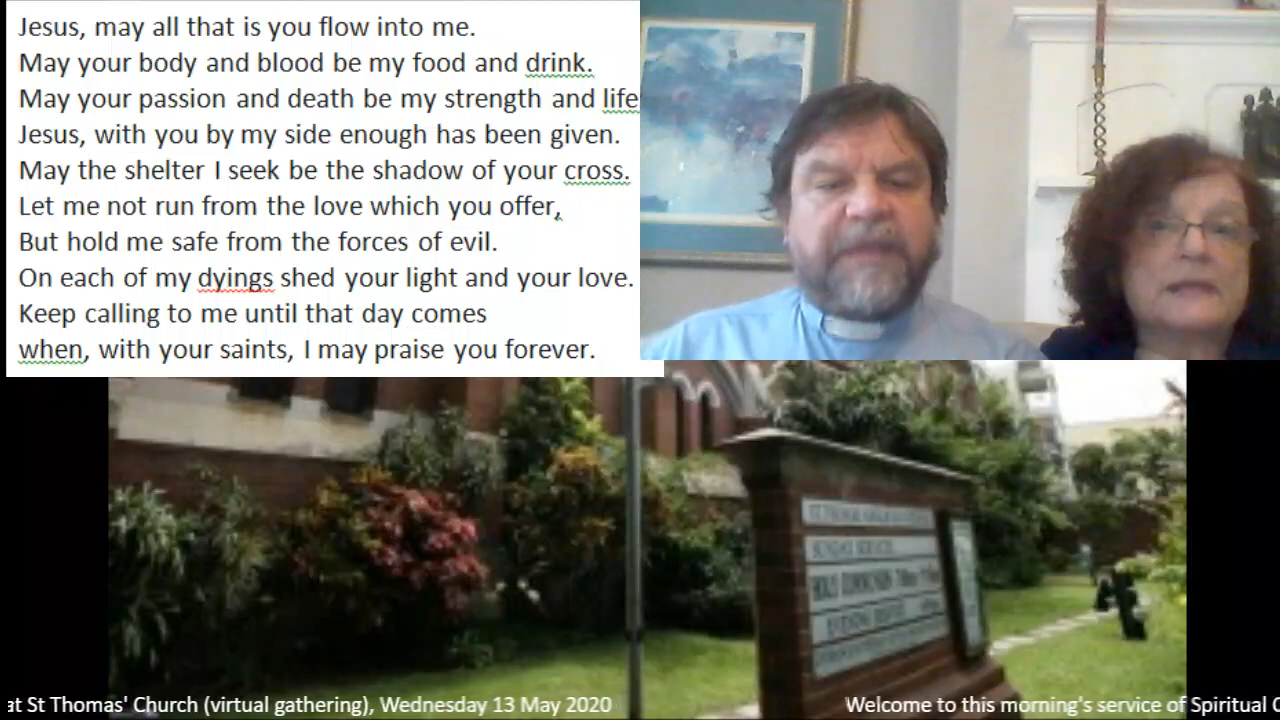 Jesus, may all that is you flow into me.
May your body and blood be my food and drink.
May your passion and death be my strength and life
Jesus, with you by my side enough has been given.
May the shelter I seek be the shadow of your cross.
Let me not run from the love which you offer,
But hold me safe from the forces of evil.
On each of my dyings shed your light and your love.
Keep calling to me until that day comes
when, with your saints, I may praise you forever.
SUNDAY SERVICES
HOLY COMMUNION
EVENING
at St Thomas' Church (virtual gathering), Wednesday 13 May 2020
Welcome to this morning's service of Spiritual